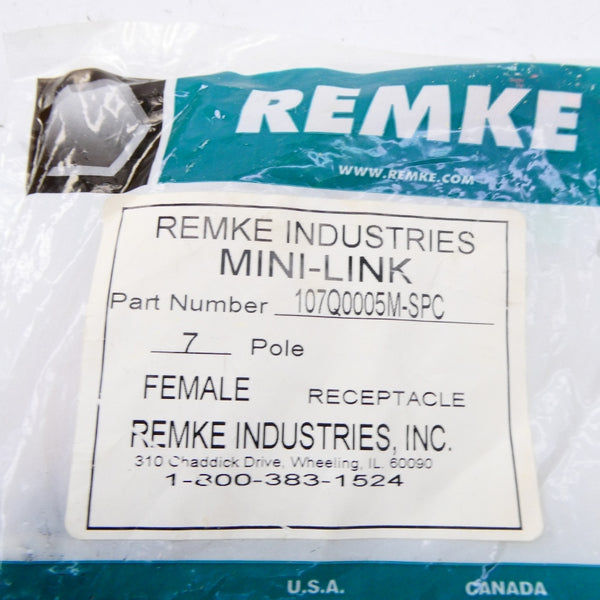 REMKE
WWW.REMKE.COM
REMKE INDUSTRIES
MINI-LINK
Part Number 107Q0005M-SPC
7 Pole
FEMALE RECEPTACLE
REMKE INDUSTRIES, INC.
310 Chaddick Drive, Wheeling, IL. 60090
1-800-383-1524
U.S.A. CANADA